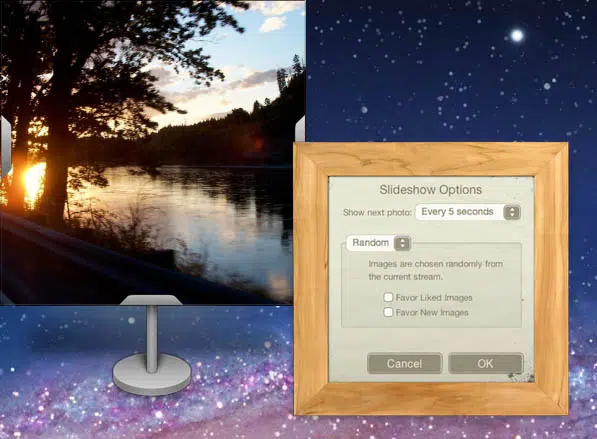 Slideshow Options
Show next photo: Every 5 seconds
Random
Images are chosen randomly from
the current stream.
Favor Liked Images
Favor New Images
Cancel OK